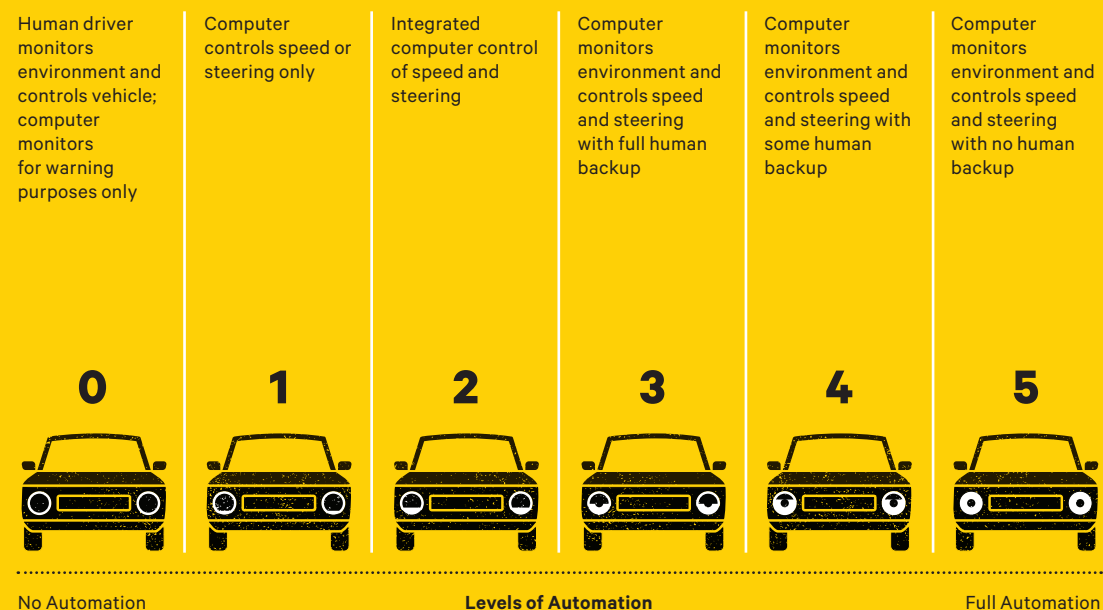 Human driver
monitors
environment and
controls vehicle;
computer
monitors
for warning
purposes only
Computer
controls speed or
steering only
Integrated
computer control
of speed and
steering
Computer
monitors
environment and
controls speed
and steering
with full human
backup
Computer
monitors
environment and
controls speed
and steering with
some human
backup
Computer
monitors
environment and
controls speed
and steering
with no human
backup
0
1
2
3
4
5
No Automation
Levels of Automation
Full Automation